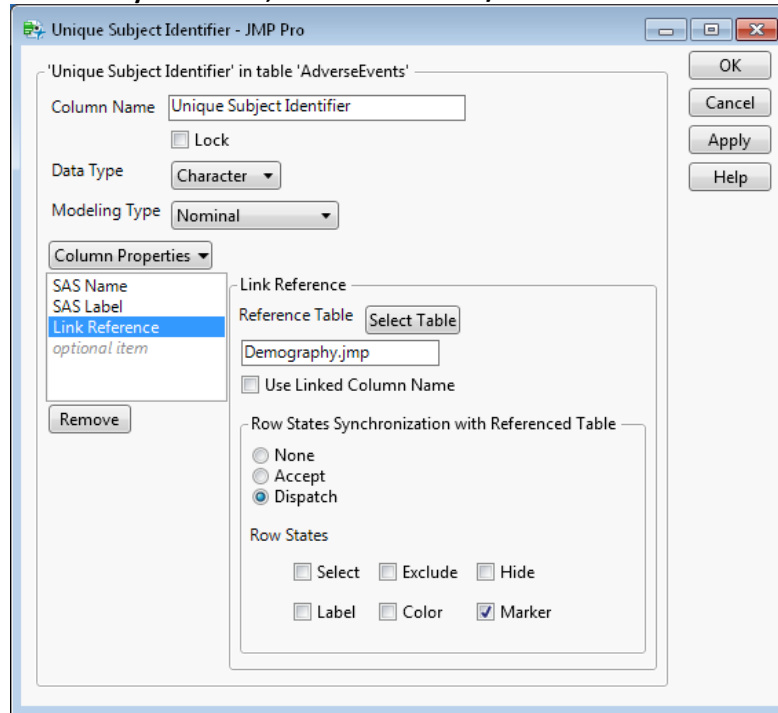 Unique Subject Identifier - JMP Pro
'Unique Subject Identifier' in table 'AdverseEvents'
OK
Column Name Unique Subject Identifier
Cancel
Lock
Apply
Data Type Character
Help
Modeling Type Nominal
Column Properties
SAS Name
SAS Label
Link Reference
optional item
Remove
Link Reference
Reference Table Select Table
Demography.jmp
Use Linked Column Name
Row States Synchronization with Referenced Table
None
Accept
Dispatch
Row States
Select Exclude Hide
Label Color Marker